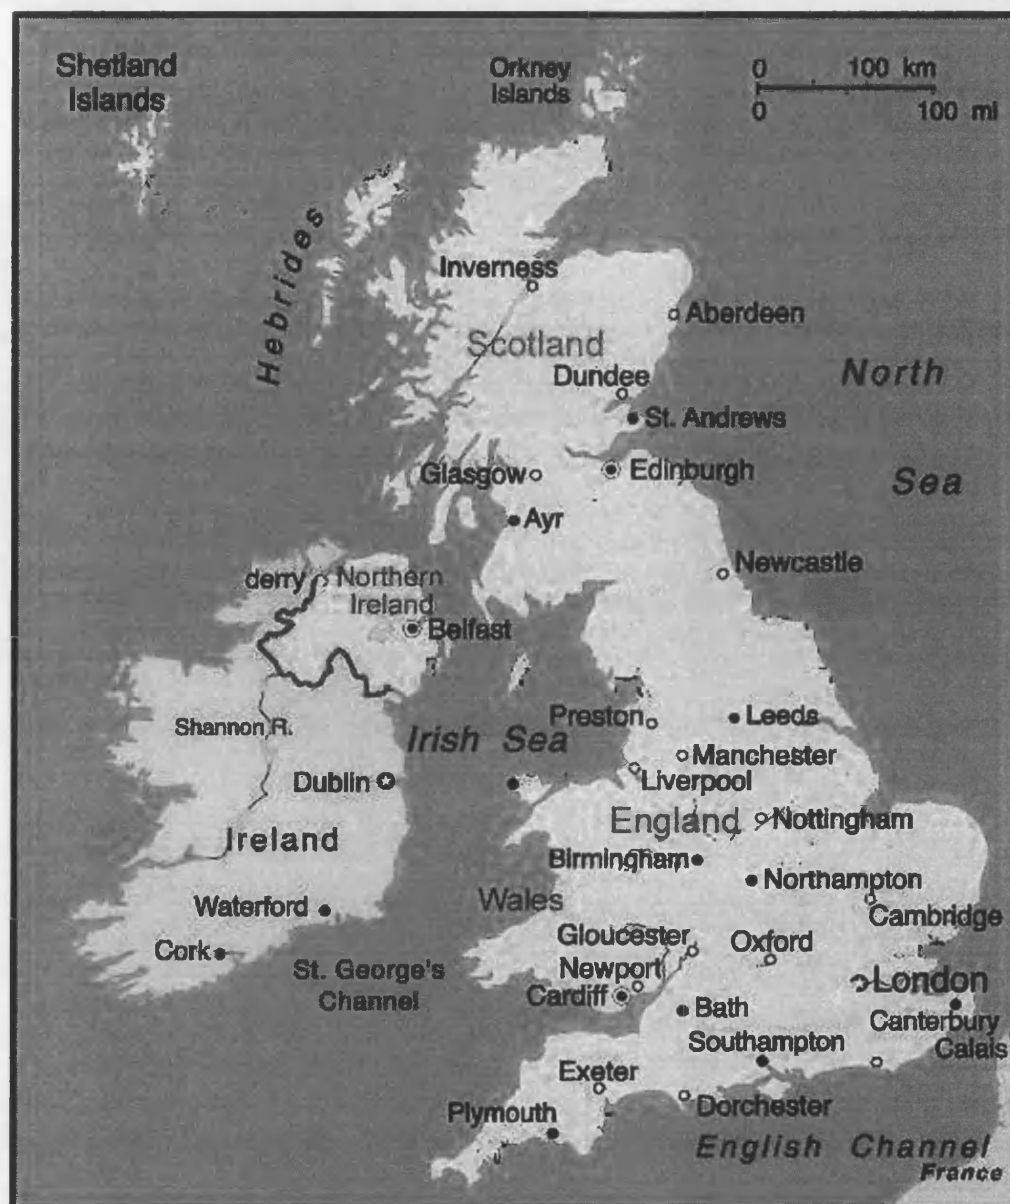 Shetland
Islands
Orkney
Islands
0 100 km
0 100 mi
Hebrides
Inverness
Aberdeen
Scotland
Dundee
North
St. Andrews
Glasgow
Edinburgh
Sea
Ayr
Newcastle
derry
Northern
Ireland
Belfast
Preston
Leeds
Shannon R.
Irish Sea
Manchester
Liverpool
Dublin
England
Nottingham
Ireland
Birmingham
Northampton
Wales
Waterford
Cambridge
Gloucester
Oxford
Cork
St. George's
Channel
Newport
London
Cardiff
Bath
Canterbury
Southampton
Calais
Exeter
Dorchester
Plymouth
English Channel
France